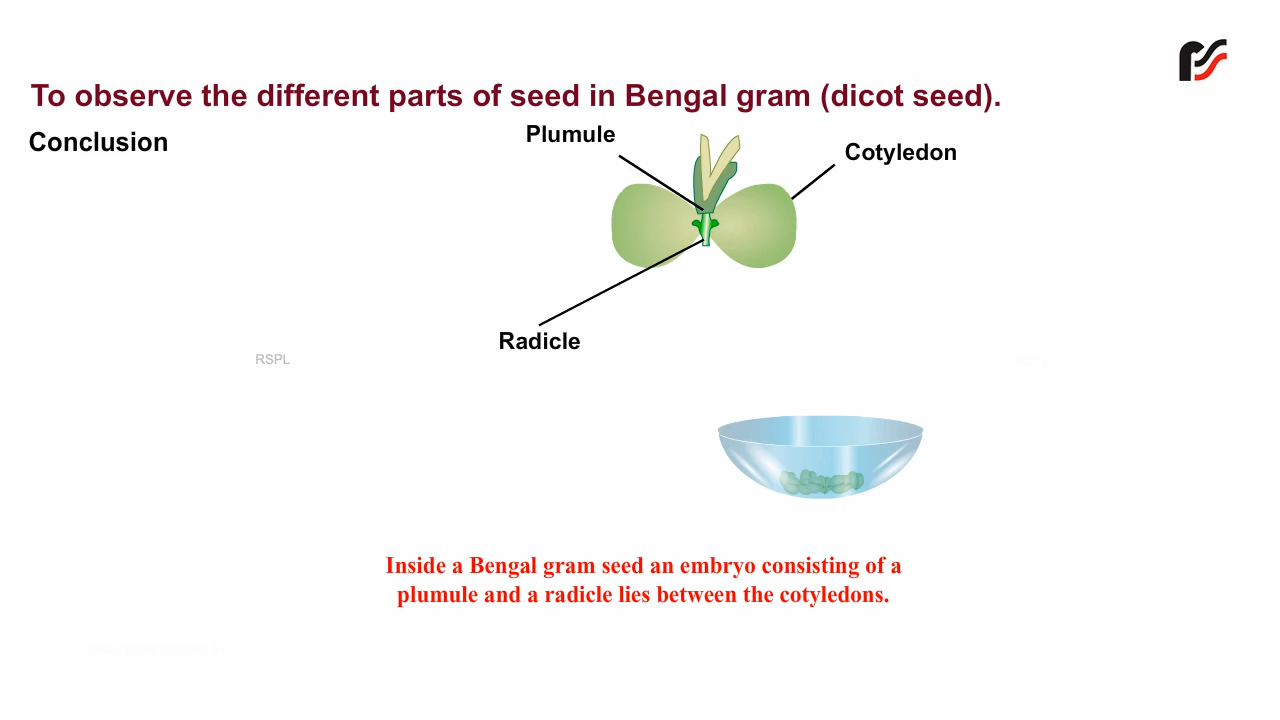 To observe the different parts of seed in Bengal gram (dicot seed).
Conclusion
Plumule
Cotyledon
Radicle
RSPL
Inside a Bengal gram seed an embryo consisting of a
plumule and a radicle lies between the cotyledons.